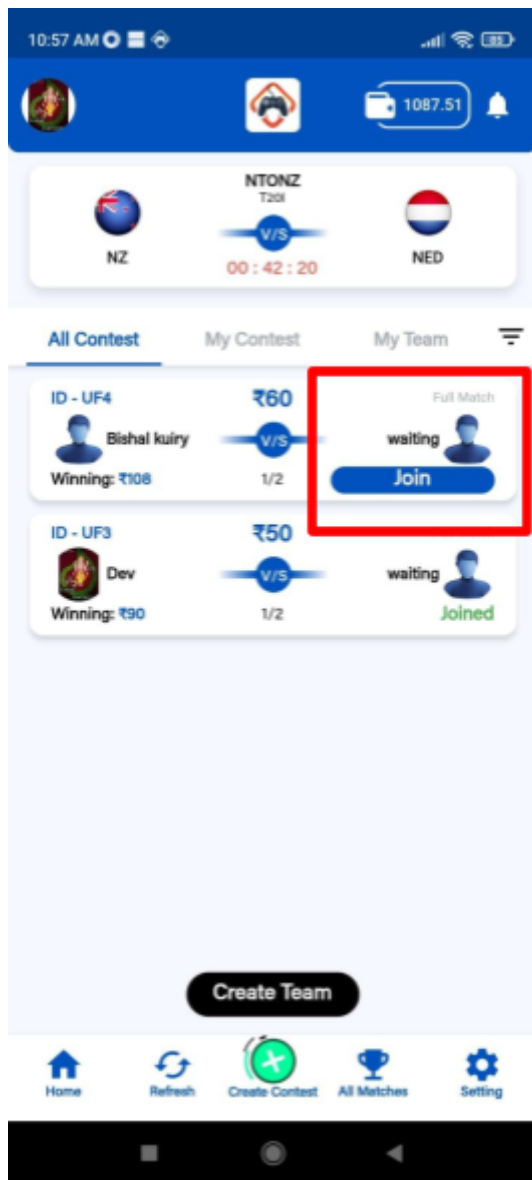 10:57 AM
85
1087.51
NTONZ
T20I
V/S
NZ
NED
00 : 42 : 20
All Contest
My Contest
My Team
ID - UF4
₹60
Full Match
Bishal kuiry
V/S
waiting
Winning: ₹108
1/2
Join
ID - UF3
₹50
Dev
V/S
waiting
Winning: ₹90
1/2
Joined
Create Team
Home
Refresh
Create Contest
All Matches
Setting